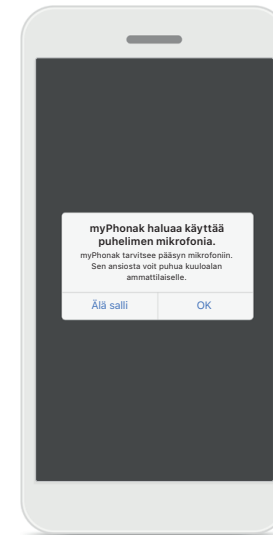 myPhonak haluaa käyttää
puhelimen mikrofonia.
myPhonak tarvitsee pääsyn mikrofoniin.
Sen ansiosta voit puhua kuuloalan
ammattilaiselle.
Älä salli
OK